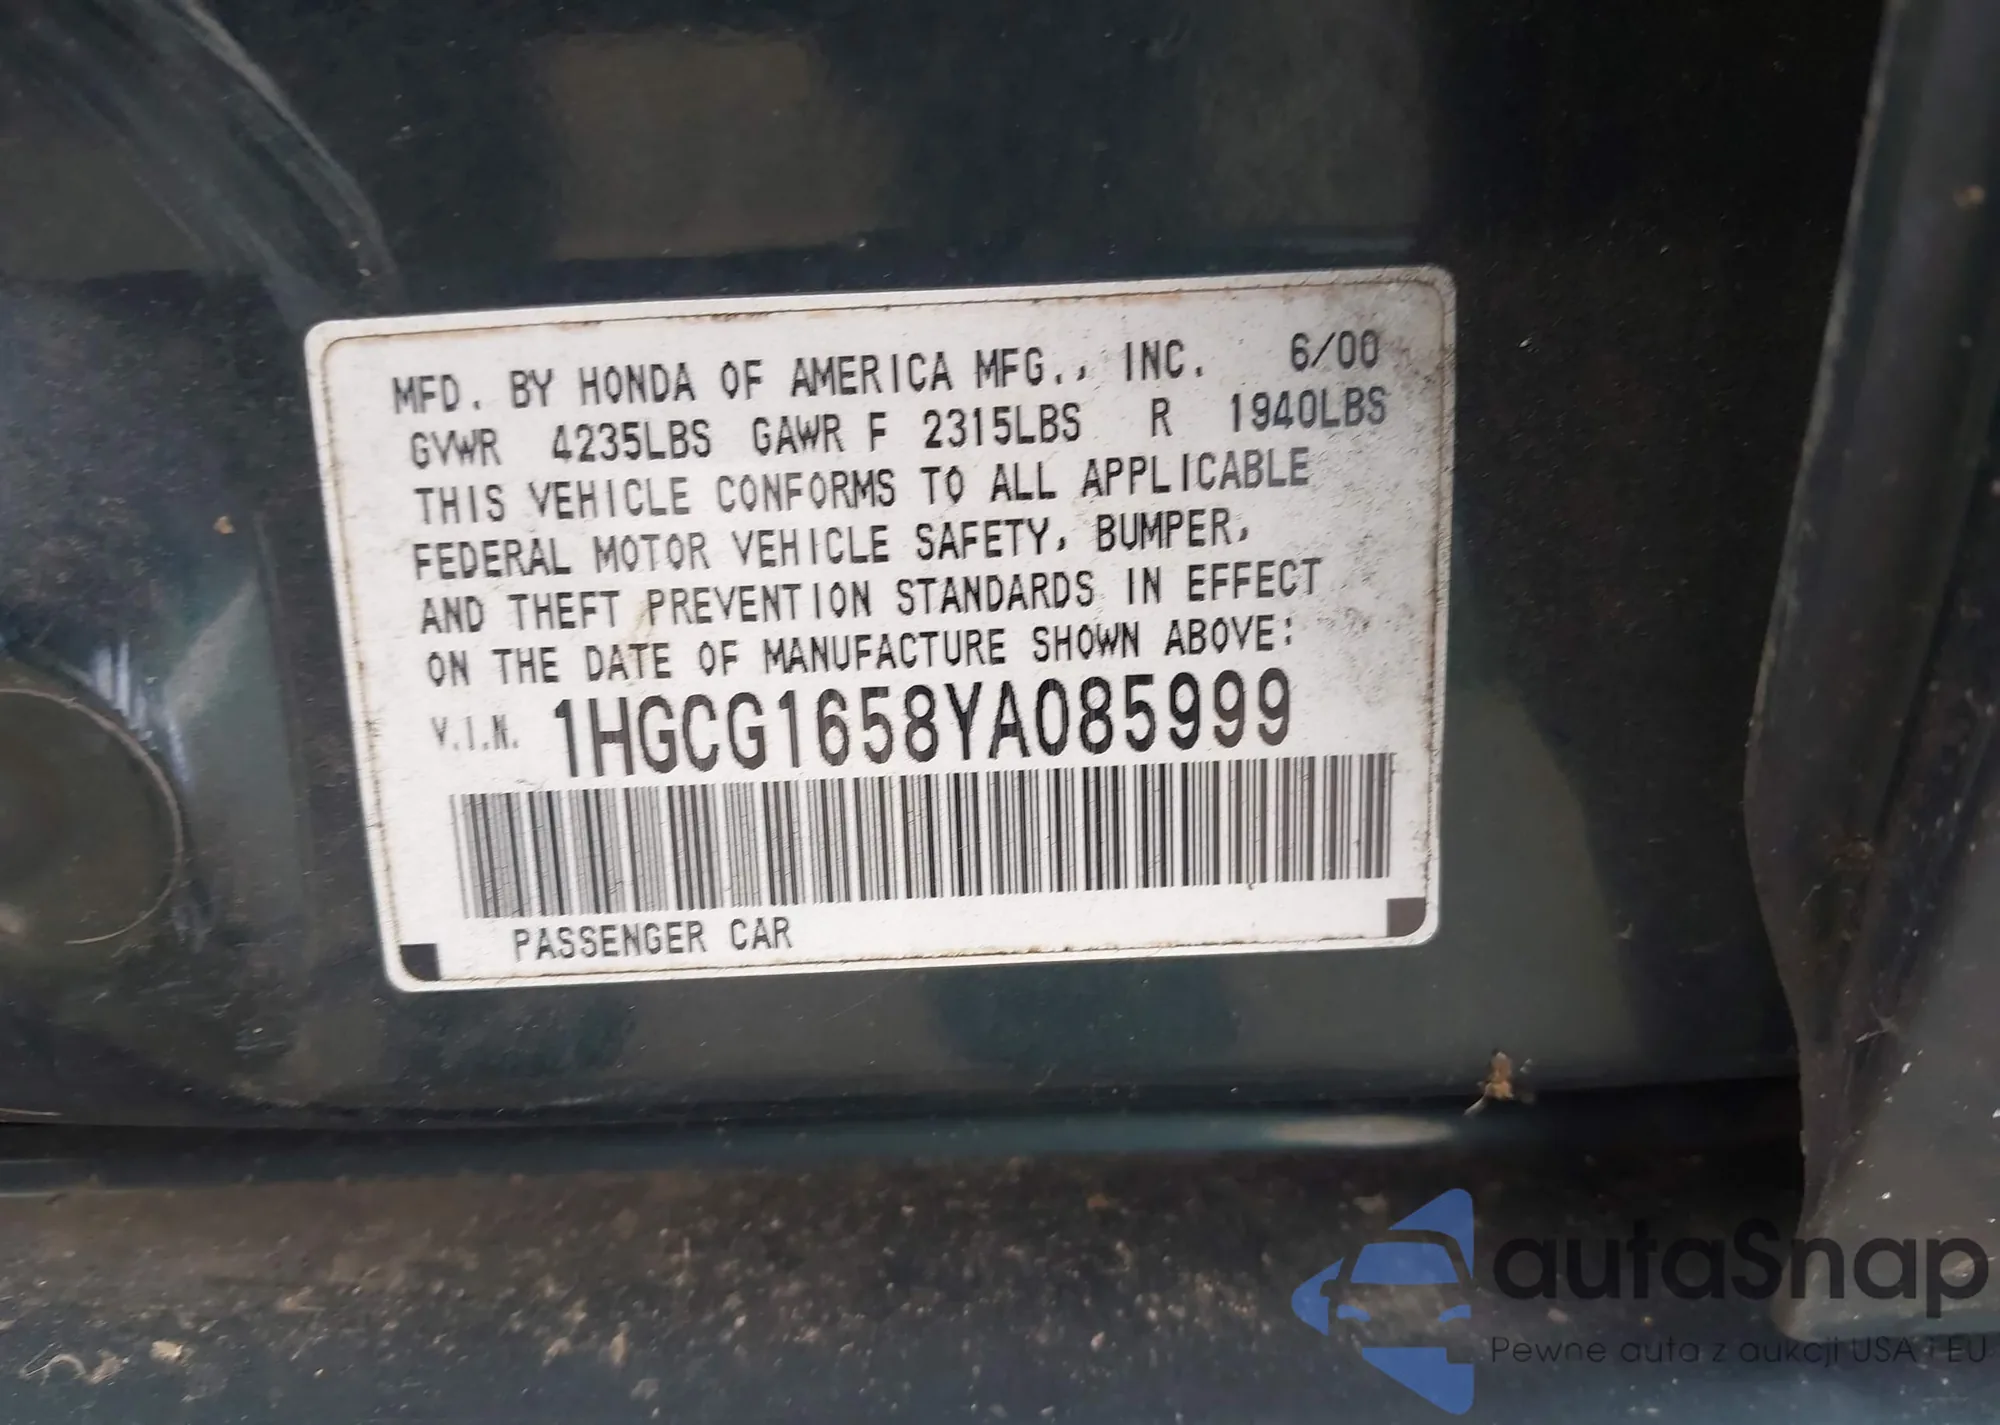 MFD. BY HONDA OF AMERICA MFG., INC. 6/00
GVWR 4235LBS GAWR F 2315LBS R 1940LBS
THIS VEHICLE CONFORMS TO ALL APPLICABLE
FEDERAL MOTOR VEHICLE SAFETY, BUMPER,
AND THEFT PREVENTION STANDARDS IN EFFECT
ON THE DATE OF MANUFACTURE SHOWN ABOVE:
V.I.N. 1HGCG1658YA085999
PASSENGER CAR
autaSnap
Pewne auta z aukcji USA i EU